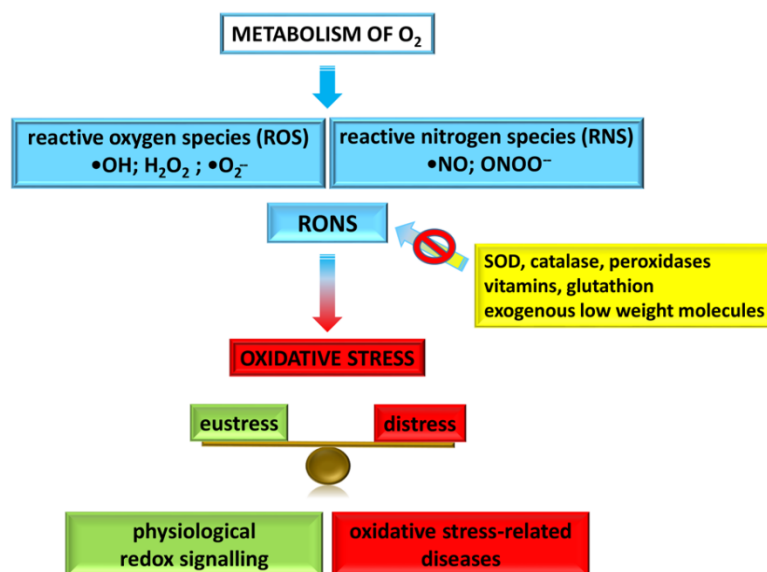 METABOLISM OF O₂
reactive oxygen species (ROS)
•OH; H₂O₂ ; •O₂⁻
reactive nitrogen species (RNS)
•NO; ONOO⁻
RONS
SOD, catalase, peroxidases
vitamins, glutathion
exogenous low weight molecules
OXIDATIVE STRESS
eustress
distress
physiological
redox signalling
oxidative stress-related
diseases